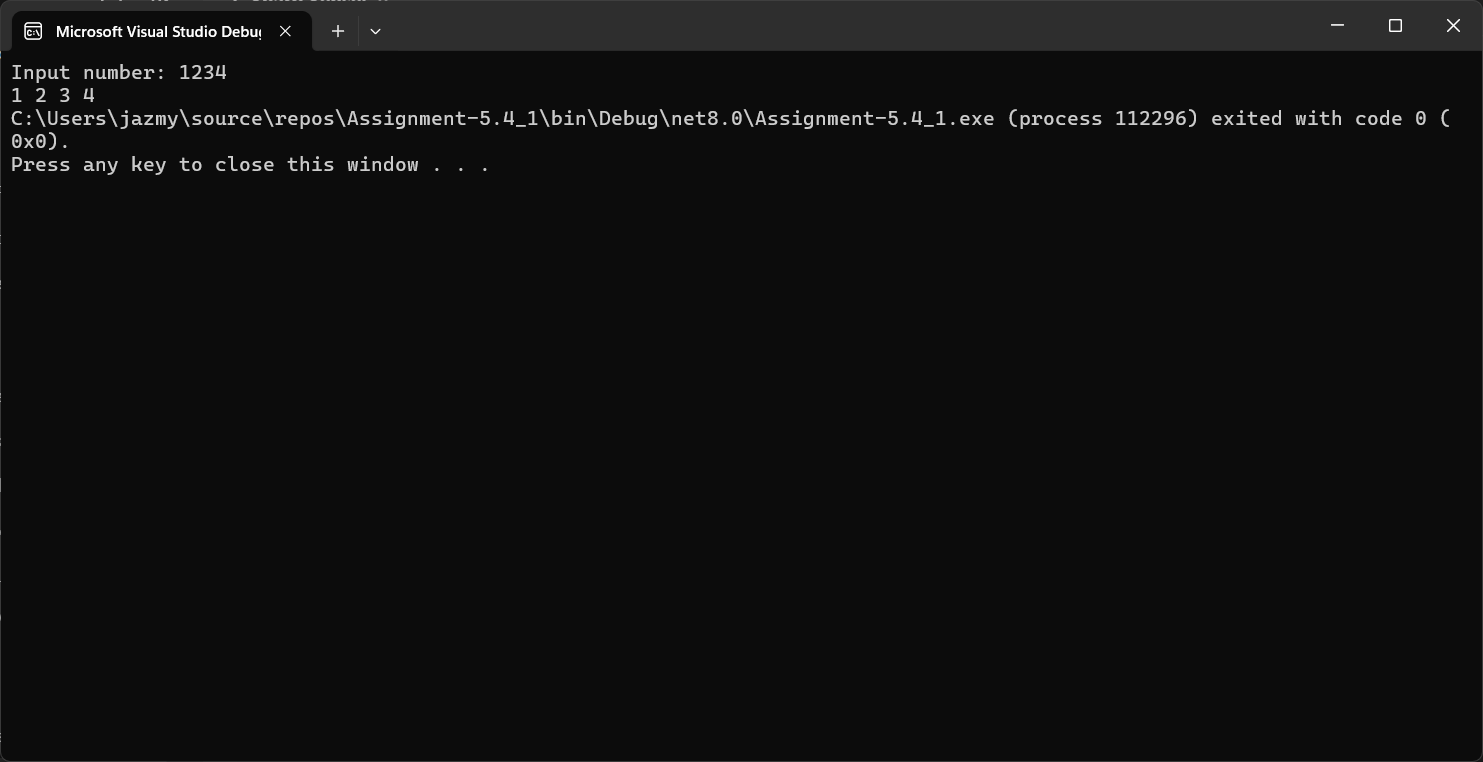 Microsoft Visual Studio Debug
Input number: 1234
1 2 3 4
C:\Users\jazmy\source\repos\Assignment-5.4_1\bin\Debug\net8.0\Assignment-5.4_1.exe (process 112296) exited with code 0 (
0x0).
Press any key to close this window . . .